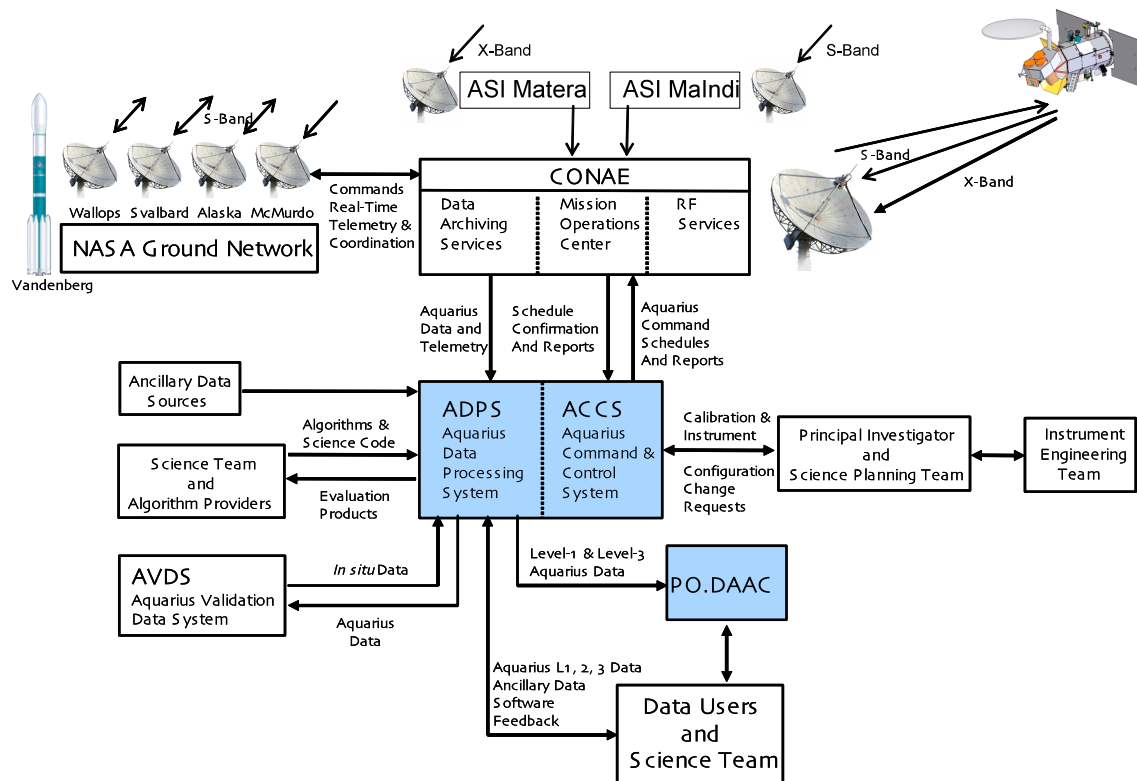 X-Band
S-Band
ASI Matera
ASI Malndi
S-Band
S-Band
X-Band
Wallops
Svalbard
Alaska
McMurdo
NASA Ground Network
Vandenberg
Commands
Real-Time
Telemetry &
Coordination
CONAE
Data
Archiving
Services
Mission
Operations
Center
RF
Services
Aquarius
Data and
Telemetry
Schedule
Confirmation
And Reports
Aquarius
Command
Schedules
And Reports
Ancillary Data
Sources
Algorithms &
Science Code
Science Team
and
Algorithm Providers
Evaluation
Products
ADPS
Aquarius
Data
Processing
System
ACCS
Aquarius
Command &
Control
System
Calibration &
Instrument
Configuration
Change
Requests
Principal Investigator
and
Science Planning Team
Instrument
Engineering
Team
AVDS
Aquarius Validation
Data System
In situ Data
Aquarius
Data
Level-1 & Level-3
Aquarius Data
PO.DAAC
Aquarius L1, 2, 3 Data
Ancillary Data
Software
Feedback
Data Users
and
Science Team